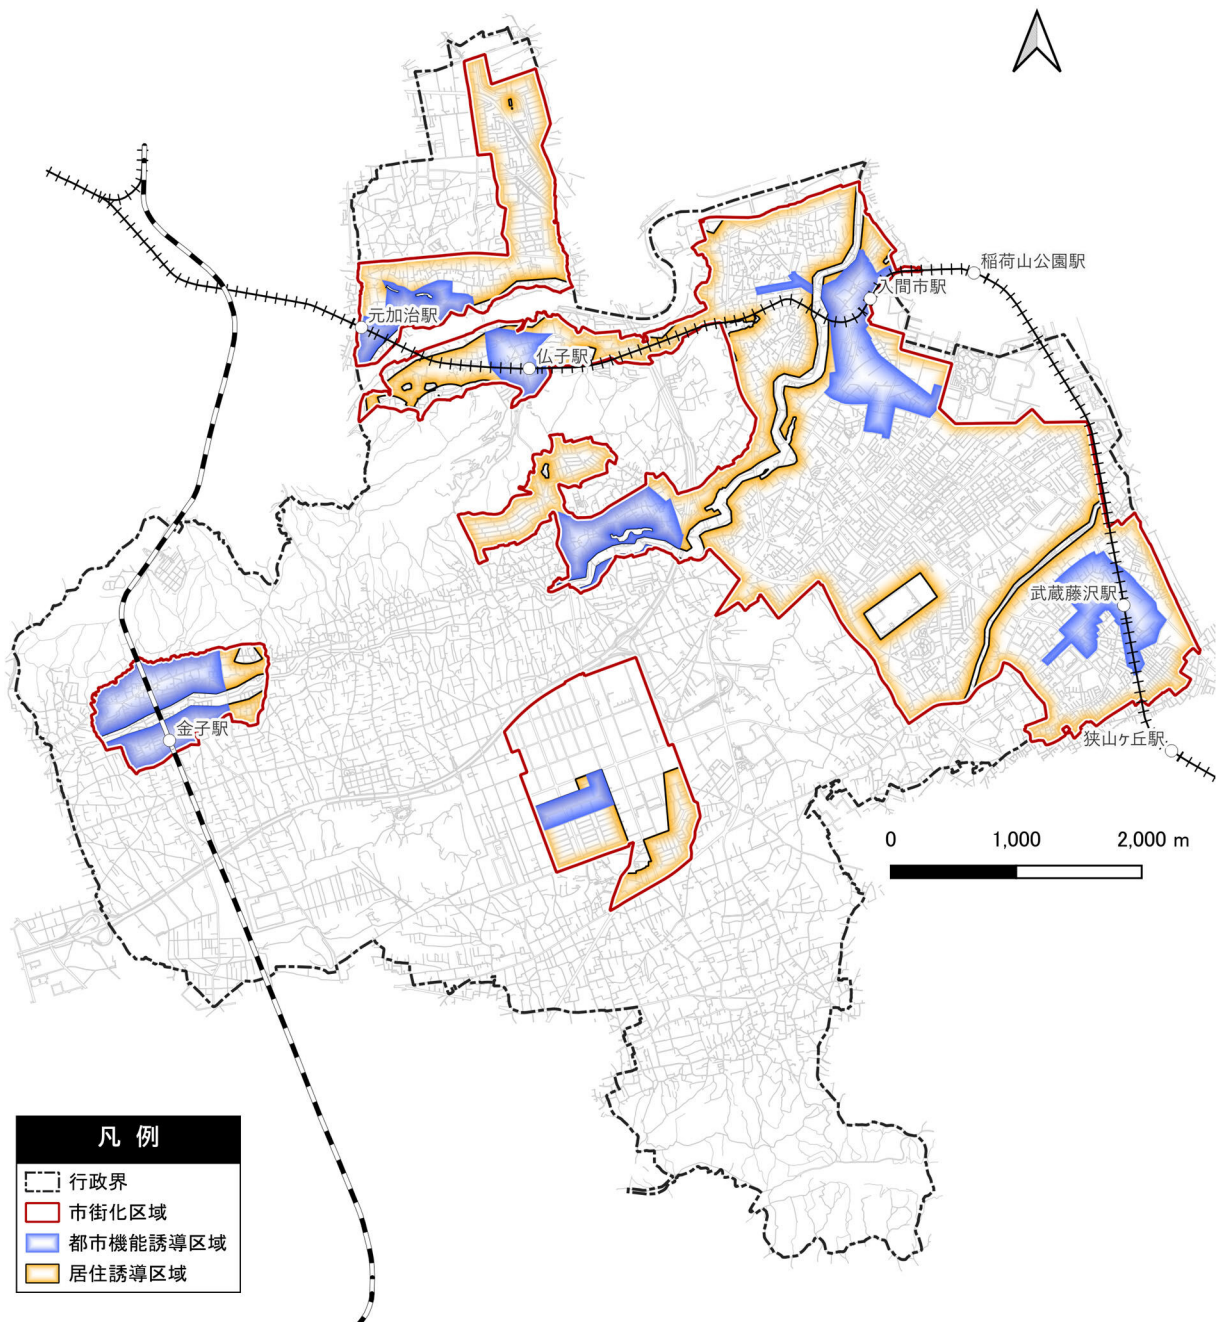 稲荷山公園駅
入間市駅
元加治駅
仏子駅
武蔵藤沢駅
金子駅
狭山ヶ丘駅
0 1,000 2,000 m
凡 例
行政界
市街化区域
都市機能誘導区域
居住誘導区域